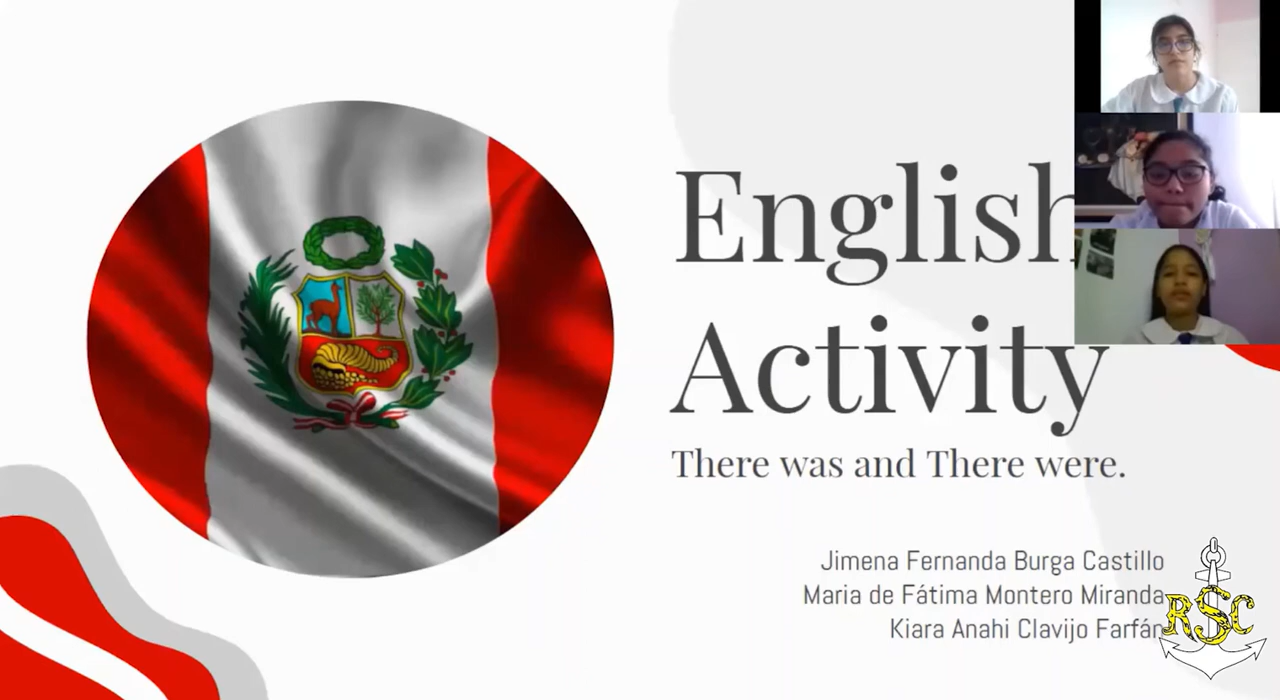 English
Activity
There was and There were.
Jimena Fernanda Burga Castillo
Maria de Fátima Montero Miranda
Kiara Anahi Clavijo Farfán
RSC